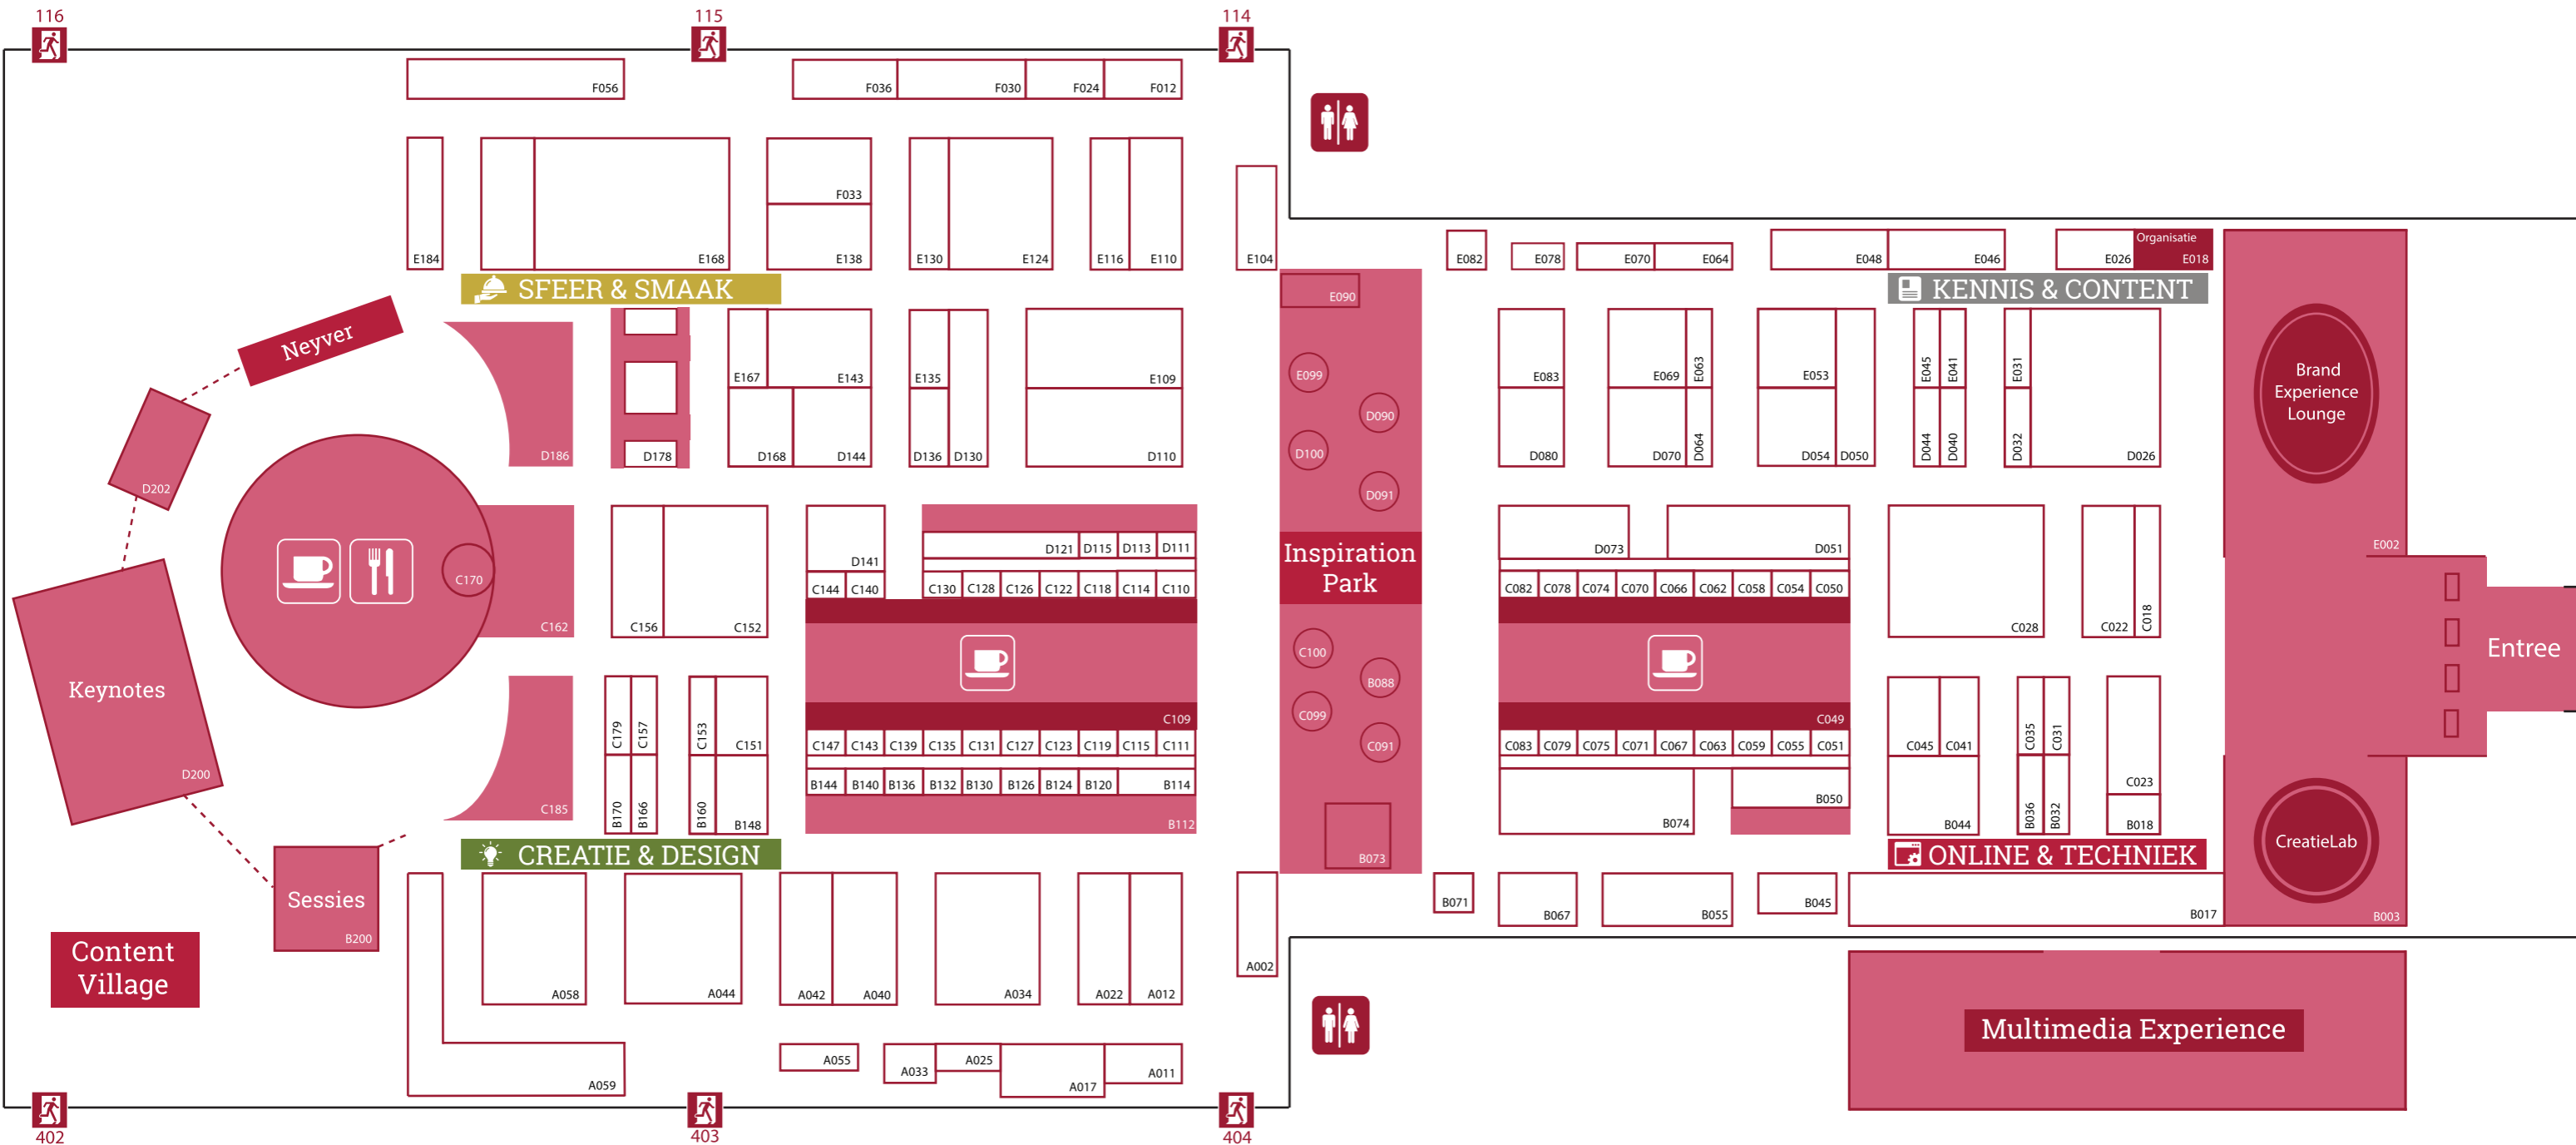 116
115
114
F056
F036
F030
F024
F012
F033
E184
E168
E138
E130
E124
E116
E110
E104
E082
E078
E070
E064
E048
E046
E026
Organisatie
E018
SFEER & SMAAK
KENNIS & CONTENT
Neyver
E090
E167
E143
E135
E109
E099
E083
E069
E063
E053
E045
E041
E031
Brand
Experience
Lounge
D090
D202
D186
D178
D168
D144
D136
D130
D110
D100
D091
D080
D070
D064
D054
D050
D044
D040
D032
D026
E002
C170
C162
C156
C152
D141
D121
D115
D113
D111
C144
C140
C130
C128
C126
C122
C118
C114
C110
Inspiration
Park
D073
D051
C082
C078
C074
C070
C066
C062
C058
C054
C050
C028
C022
C018
Entree
Keynotes
D200
C109
C100
B088
C099
C091
C049
C179
C157
C153
C151
C147
C143
C139
C135
C131
C127
C123
C119
C115
C111
C083
C079
C075
C071
C067
C063
C059
C055
C051
C045
C041
C035
C031
C023
C185
B170
B166
B160
B148
B144
B140
B136
B132
B130
B126
B124
B120
B114
B112
B074
B050
B044
B036
B032
B018
B073
CREATIE & DESIGN
ONLINE & TECHNIEK
CreatieLab
B003
Sessies
B200
Content
Village
A058
A044
A042
A040
A034
A022
A012
A002
B071
B067
B055
B045
B017
Multimedia Experience
A059
A055
A033
A025
A017
A011
402
403
404